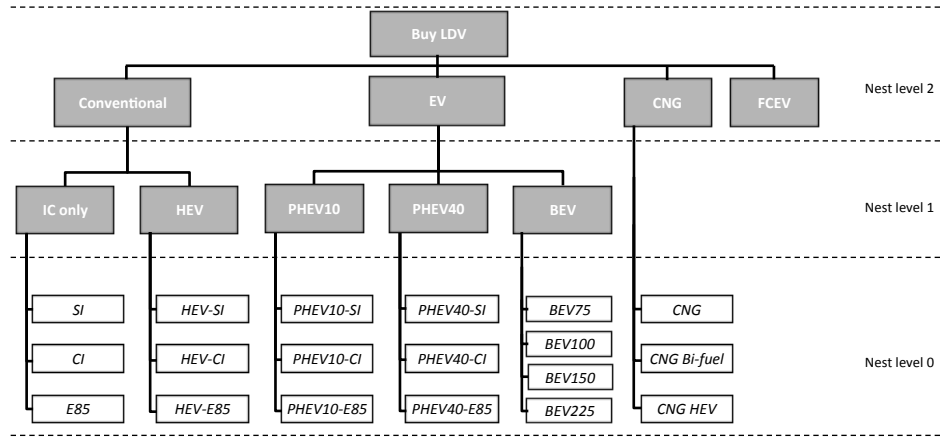 Buy LDV
Conventional
EV
CNG
FCEV
Nest level 2
IC only
HEV
PHEV10
PHEV40
BEV
Nest level 1
SI
HEV-SI
PHEV10-SI
PHEV40-SI
BEV75
CNG
BEV100
CI
HEV-CI
PHEV10-CI
PHEV40-CI
CNG Bi-fuel
Nest level 0
BEV150
E85
HEV-E85
PHEV10-E85
PHEV40-E85
BEV225
CNG HEV